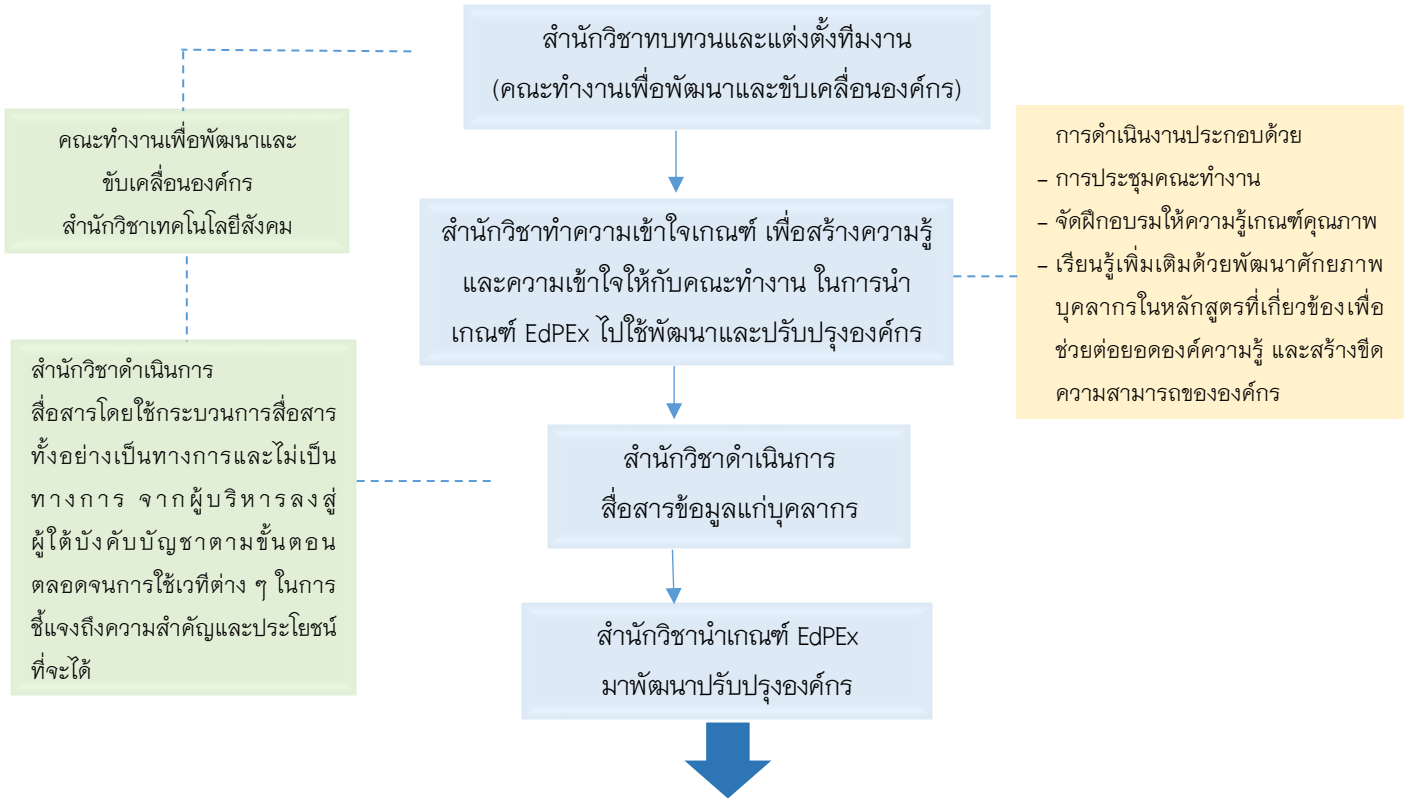 สำนักวิชาทบทวนและแต่งตั้งทีมงาน
(คณะทำงานเพื่อพัฒนาและขับเคลื่อนองค์กร)
คณะทำงานเพื่อพัฒนาและ
ขับเคลื่อนองค์กร
สำนักวิชาเทคโนโลยีสังคม
การดำเนินงานประกอบด้วย
– การประชุมคณะทำงาน
– จัดฝึกอบรมให้ความรู้เกณฑ์คุณภาพ
– เรียนรู้เพิ่มเติมด้วยพัฒนาศักยภาพ
บุคลากรในหลักสูตรที่เกี่ยวข้องเพื่อ
ช่วยต่อยอดองค์ความรู้ และสร้างขีด
ความสามารถขององค์กร
สำนักวิชาทำความเข้าใจเกณฑ์ เพื่อสร้างความรู้
และความเข้าใจให้กับคณะทำงาน ในการนำ
เกณฑ์ EdPEx ไปใช้พัฒนาและปรับปรุงองค์กร
สำนักวิชาดำเนินการ
สื่อสารโดยใช้กระบวนการสื่อสาร
ทั้งอย่างเป็นทางการและไม่เป็น
ทางการ จากผู้บริหารลงสู่
ผู้ใต้บังคับบัญชาตามขั้นตอน
ตลอดจนการใช้เวทีต่าง ๆ ในการ
ชี้แจงถึงความสำคัญและประโยชน์
ที่จะได้
สำนักวิชาดำเนินการ
สื่อสารข้อมูลแก่บุคลากร
สำนักวิชานำเกณฑ์ EdPEx
มาพัฒนาปรับปรุงองค์กร